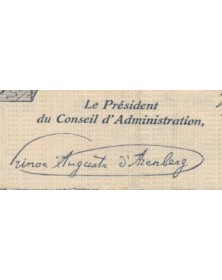 Le Président
du Conseil d'Administration,
Prince Auguste d'Arenberg